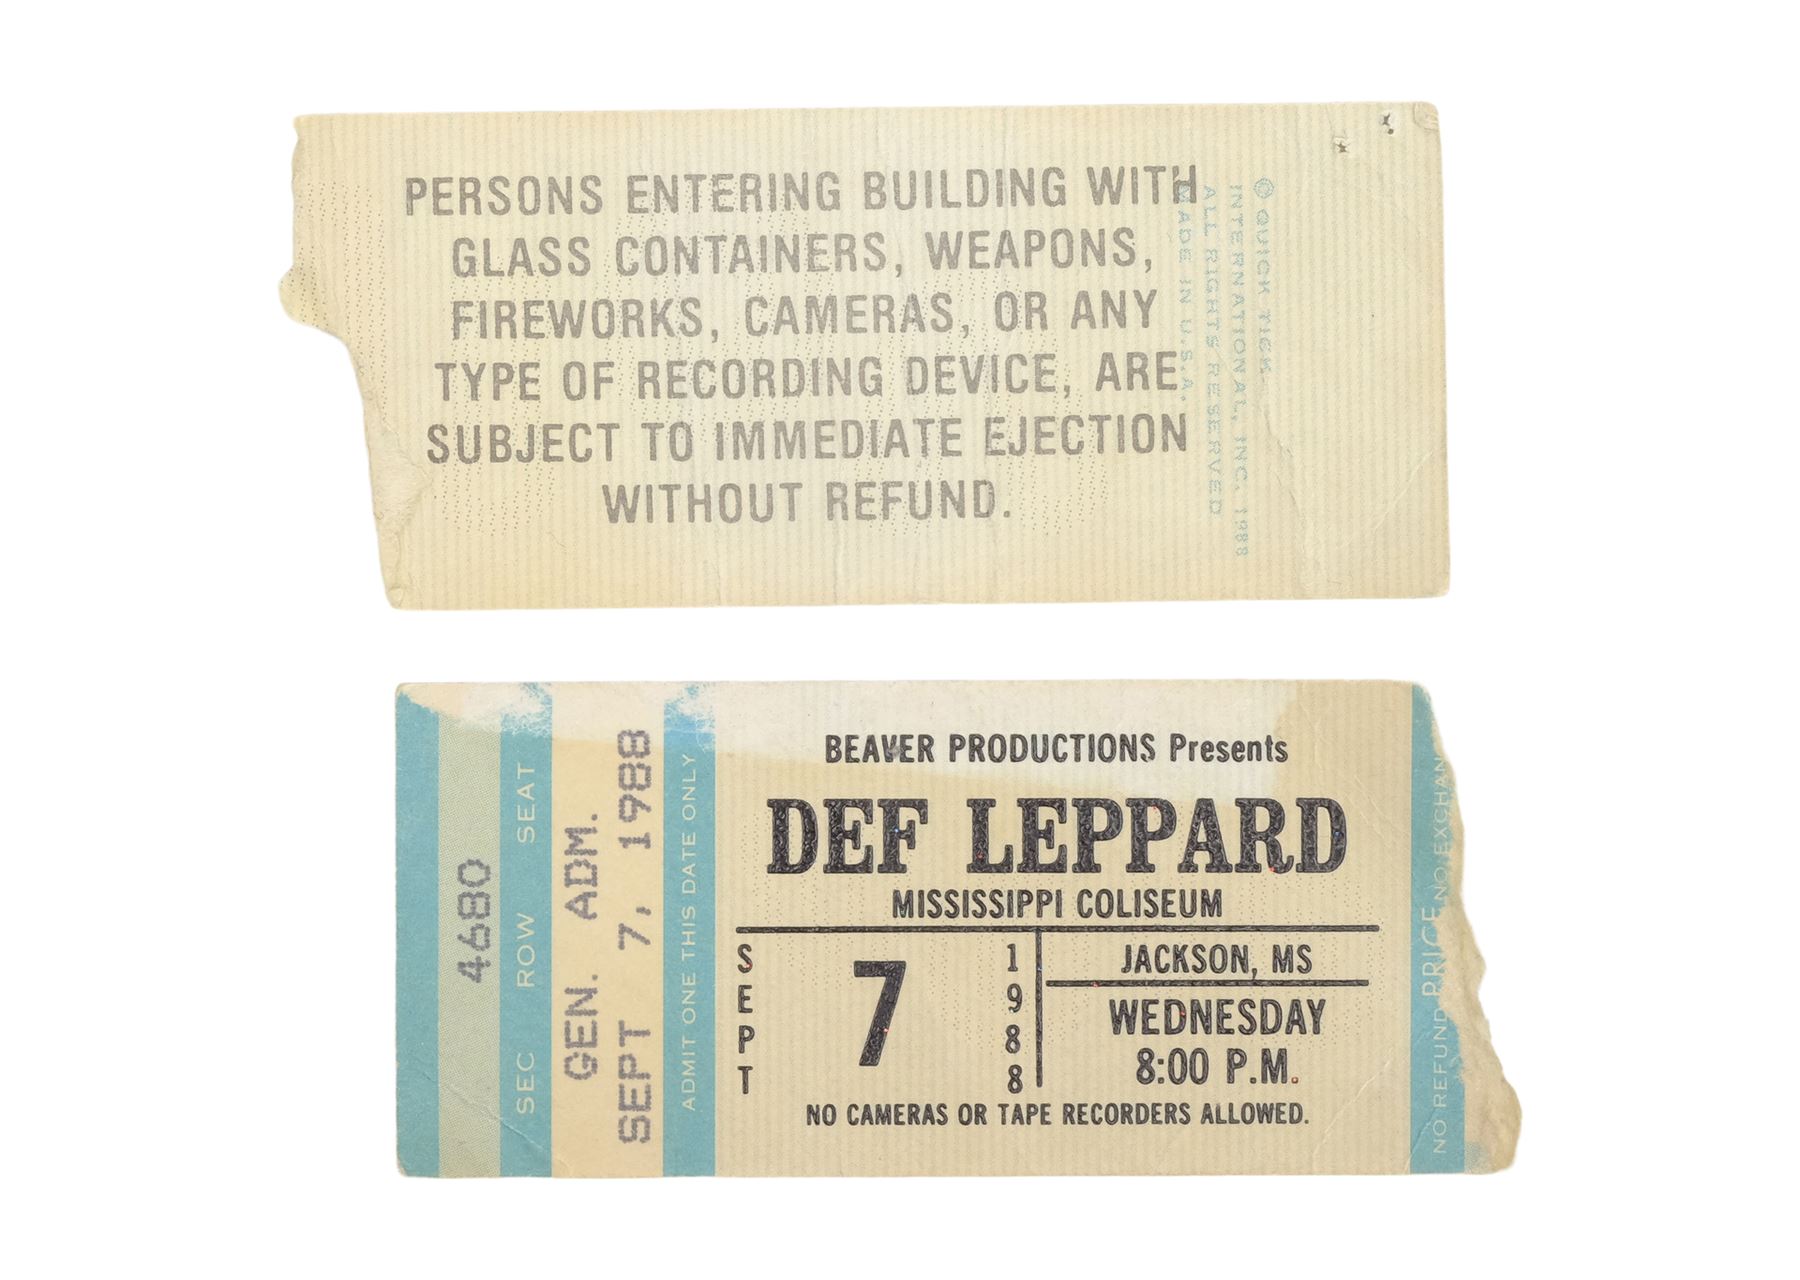 PERSONS ENTERING BUILDING WITH
GLASS CONTAINERS, WEAPONS,
FIREWORKS, CAMERAS, OR ANY
TYPE OF RECORDING DEVICE, ARE
SUBJECT TO IMMEDIATE EJECTION
WITHOUT REFUND.
© QUICK TICK
INTERNATIONAL, INC. 1988
ALL RIGHTS RESERVED
MADE IN U.S.A.
4680
SEC ROW SEAT
GEN. ADM.
SEPT 7, 1988
ADMIT ONE THIS DATE ONLY
BEAVER PRODUCTIONS Presents
DEF LEPPARD
MISSISSIPPI COLISEUM
SEPT
7
1988
JACKSON, MS
WEDNESDAY
8:00 P.M.
NO CAMERAS OR TAPE RECORDERS ALLOWED.
PRICE
NO REFUND NO EXCHAN